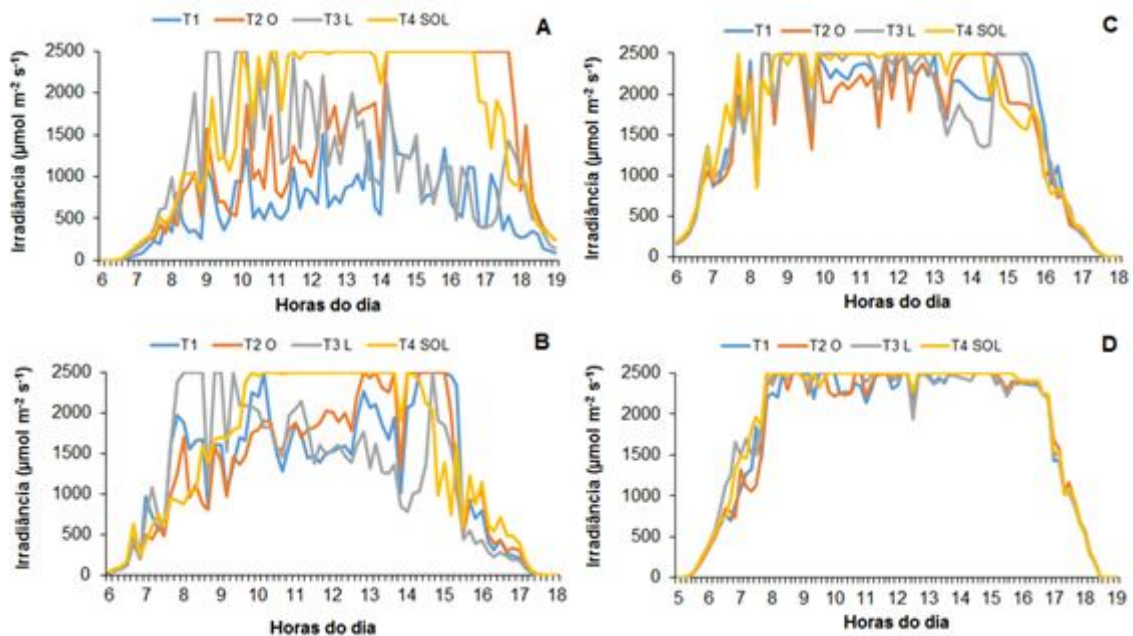 T1 T2 O T3 L T4 SOL
A
Irradiância (µmol m⁻² s⁻¹)
2500
2000
1500
1000
500
0
6 7 8 9 10 11 12 13 14 15 16 17 18 19
Horas do dia
T1 T2 O T3 L T4 SOL
C
Irradiância (µmol m⁻² s⁻¹)
2500
2000
1500
1000
500
0
6 7 8 9 10 11 12 13 14 15 16 17 18
Horas do dia
T1 T2 O T3 L T4 SOL
B
Irradiância (µmol m⁻² s⁻¹)
2500
2000
1500
1000
500
0
6 7 8 9 10 11 12 13 14 15 16 17 18
Horas do dia
T1 T2 O T3 L T4 SOL
D
Irradiância (µmol m⁻² s⁻¹)
2500
2000
1500
1000
500
0
5 6 7 8 9 10 11 12 13 14 15 16 17 18 19
Horas do dia